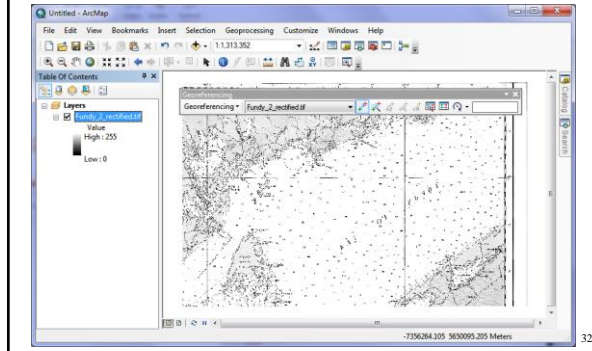 Untitled - ArcMap
File Edit View Bookmarks Insert Selection Geoprocessing Customize Windows Help
1:1,313,352
Table Of Contents
Layers
Fundy_2_rectified.tif
Value
High : 255
Low : 0
Georeferencing
Georeferencing Fundy_2_rectified.tif
Catalog
Search
-7356264.105 5650095.205 Meters
32